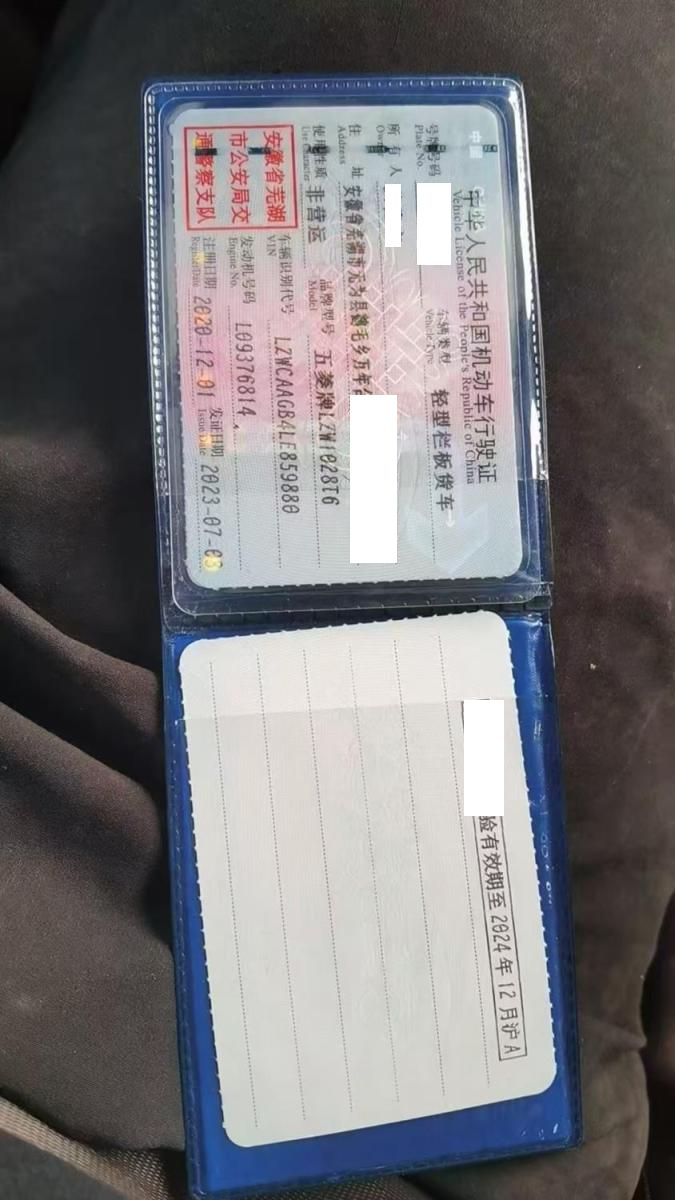 中华人民共和国机动车行驶证
Vehicle License of the People's Republic of China
号牌号码
Plate No.
车辆类型 轻型栏板货车
Vehicle Type
所有人
Owner
住址 安徽省芜湖市无为县鹤毛乡万年台
Address
使用性质 非营运
Use Character
品牌型号 五菱牌LZW1028T6
Model
安徽省芜湖
市公安局交
通警察支队
车辆识别代号 LZWCAAGB4LE859880
VIN
发动机号码 L09376814
Engine No.
注册日期 2020-12-01
Register Date
发证日期 2023-07-03
Issue Date
验有效期至2024年12月沪A